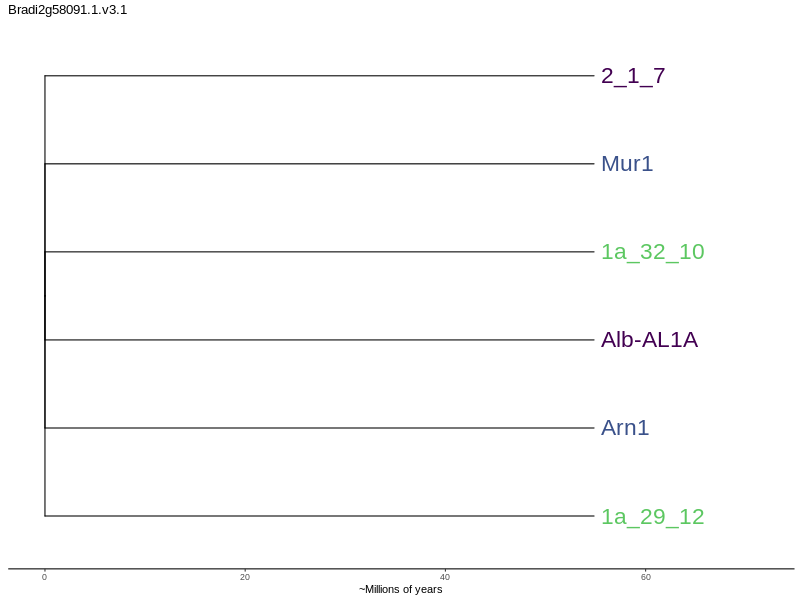 Bradi2g58091.1.v3.1
2_1_7
Mur1
1a_32_10
Alb-AL1A
Arn1
1a_29_12
0 20 40 60
~Millions of years